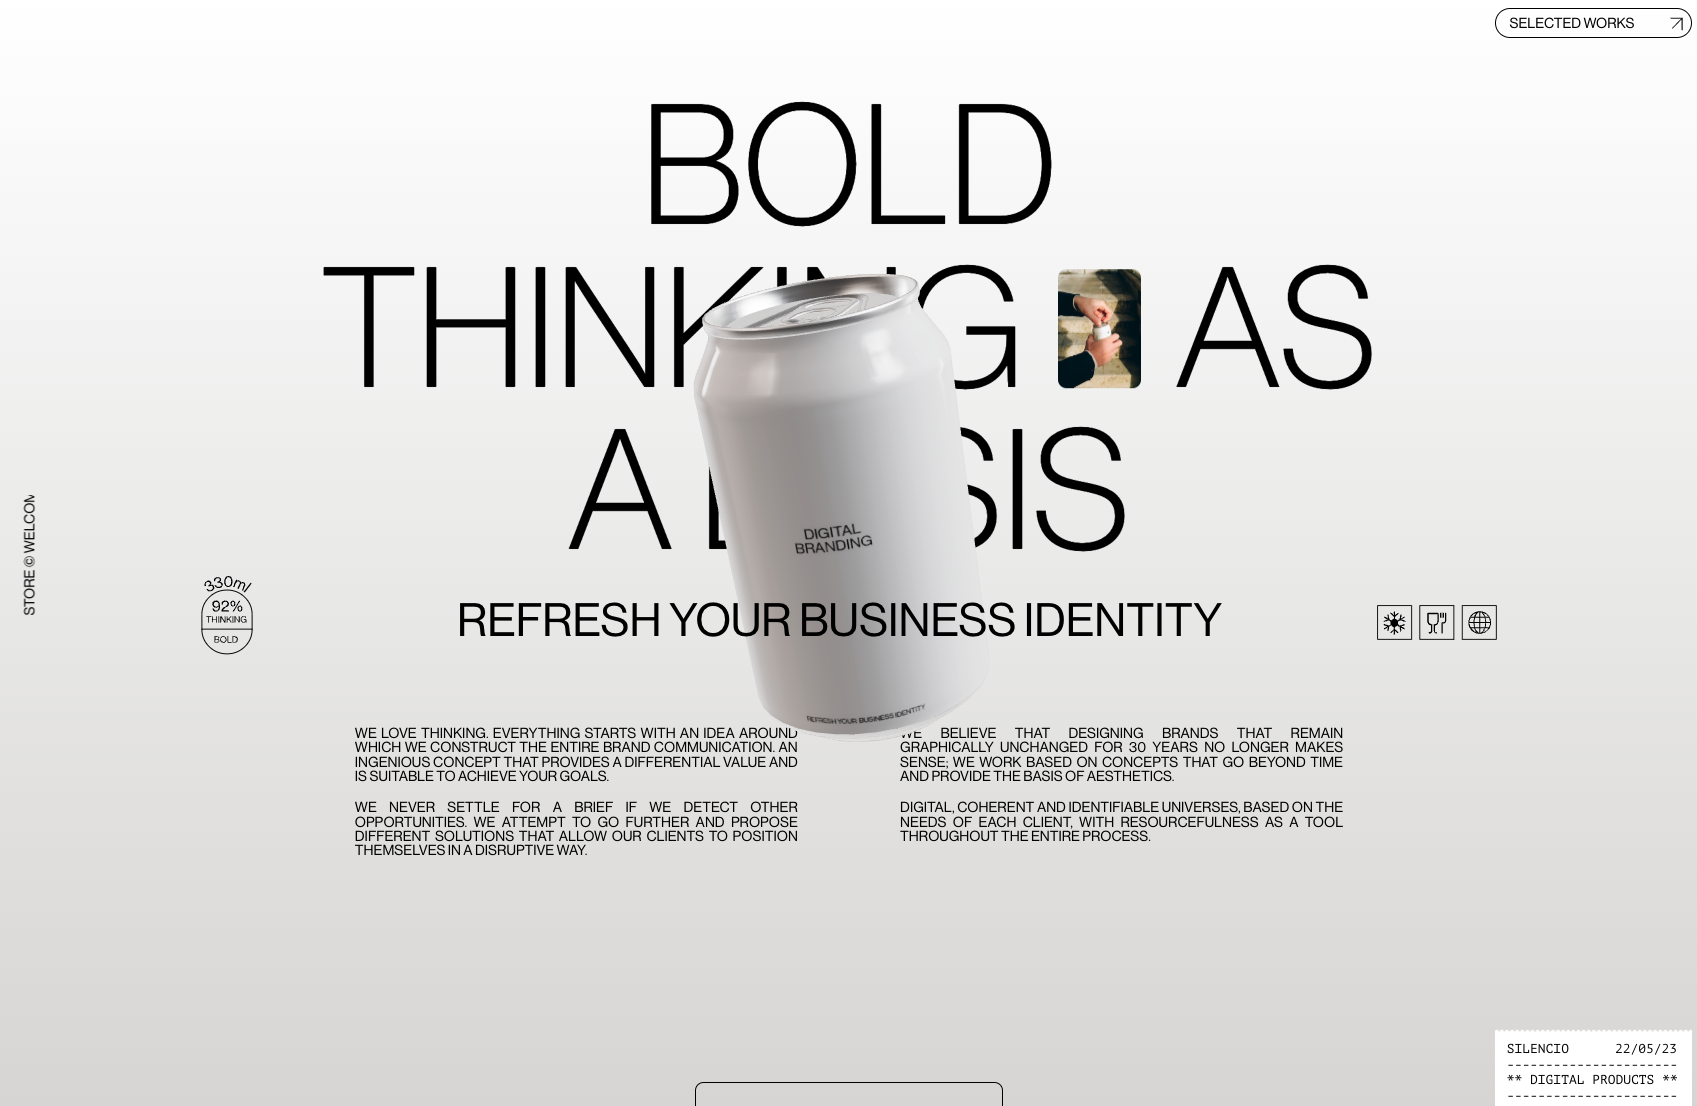 SELECTED WORKS
BOLD
AS
A
REFRESH YOUR BUSINESS IDENTITY
DIGITAL
BRANDING
REFRESH YOUR BUSINESS IDENTITY
STORE © WELCOM
330ml
92%
THINKING
BOLD
WE LOVE THINKING. EVERYTHING STARTS WITH AN IDEA AROUND
WHICH WE CONSTRUCT THE ENTIRE BRAND COMMUNICATION. AN
INGENIOUS CONCEPT THAT PROVIDES A DIFFERENTIAL VALUE AND
IS SUITABLE TO ACHIEVE YOUR GOALS.
WE NEVER SETTLE FOR A BRIEF IF WE DETECT OTHER
OPPORTUNITIES. WE ATTEMPT TO GO FURTHER AND PROPOSE
DIFFERENT SOLUTIONS THAT ALLOW OUR CLIENTS TO POSITION
THEMSELVES IN A DISRUPTIVE WAY.
WE BELIEVE THAT DESIGNING BRANDS THAT REMAIN
GRAPHICALLY UNCHANGED FOR 30 YEARS NO LONGER MAKES
SENSE; WE WORK BASED ON CONCEPTS THAT GO BEYOND TIME
AND PROVIDE THE BASIS OF AESTHETICS.
DIGITAL, COHERENT AND IDENTIFIABLE UNIVERSES, BASED ON THE
NEEDS OF EACH CLIENT, WITH RESOURCEFULNESS AS A TOOL
THROUGHOUT THE ENTIRE PROCESS.
SILENCIO 22/05/23
** DIGITAL PRODUCTS **